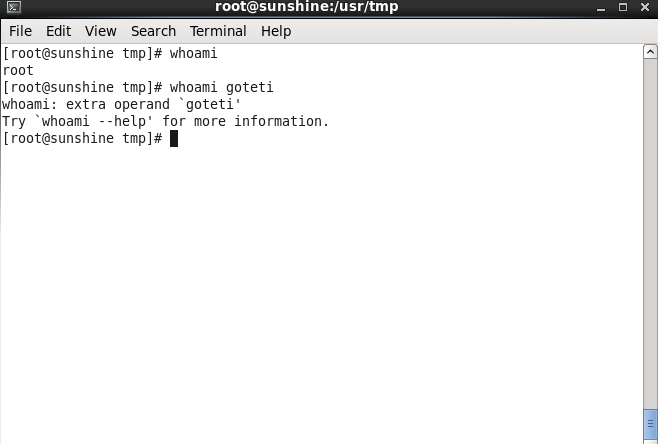 root@sunshine:/usr/tmp
File Edit View Search Terminal Help
[root@sunshine tmp]# whoami
root
[root@sunshine tmp]# whoami goteti
whoami: extra operand `goteti'
Try `whoami --help' for more information.
[root@sunshine tmp]#